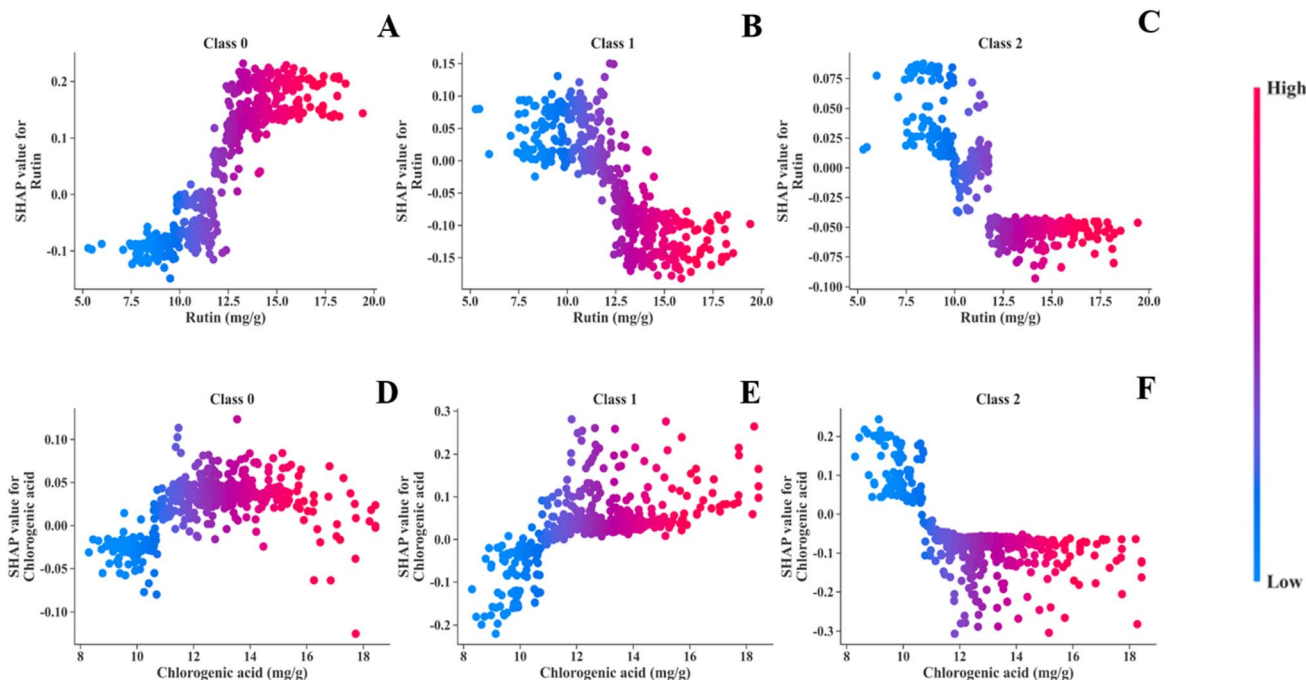 A
Class 0
SHAP value for
Rutin
0.2
0.1
0.0
-0.1
5.0 7.5 10.0 12.5 15.0 17.5 20.0
Rutin (mg/g)
B
Class 1
SHAP value for
Rutin
0.15
0.10
0.05
0.00
-0.05
-0.10
-0.15
5.0 7.5 10.0 12.5 15.0 17.5 20.0
Rutin (mg/g)
C
Class 2
SHAP value for
Rutin
0.075
0.050
0.025
0.000
-0.025
-0.050
-0.075
-0.100
5.0 7.5 10.0 12.5 15.0 17.5 20.0
Rutin (mg/g)
High
Low
D
Class 0
SHAP value for
Chlorogenic acid
0.10
0.05
0.00
-0.05
-0.10
8 10 12 14 16 18
Chlorogenic acid (mg/g)
E
Class 1
SHAP value for
Chlorogenic acid
0.3
0.2
0.1
0.0
-0.1
-0.2
8 10 12 14 16 18
Chlorogenic acid (mg/g)
F
Class 2
SHAP value for
Chlorogenic acid
0.2
0.1
0.0
-0.1
-0.2
-0.3
8 10 12 14 16 18
Chlorogenic acid (mg/g)